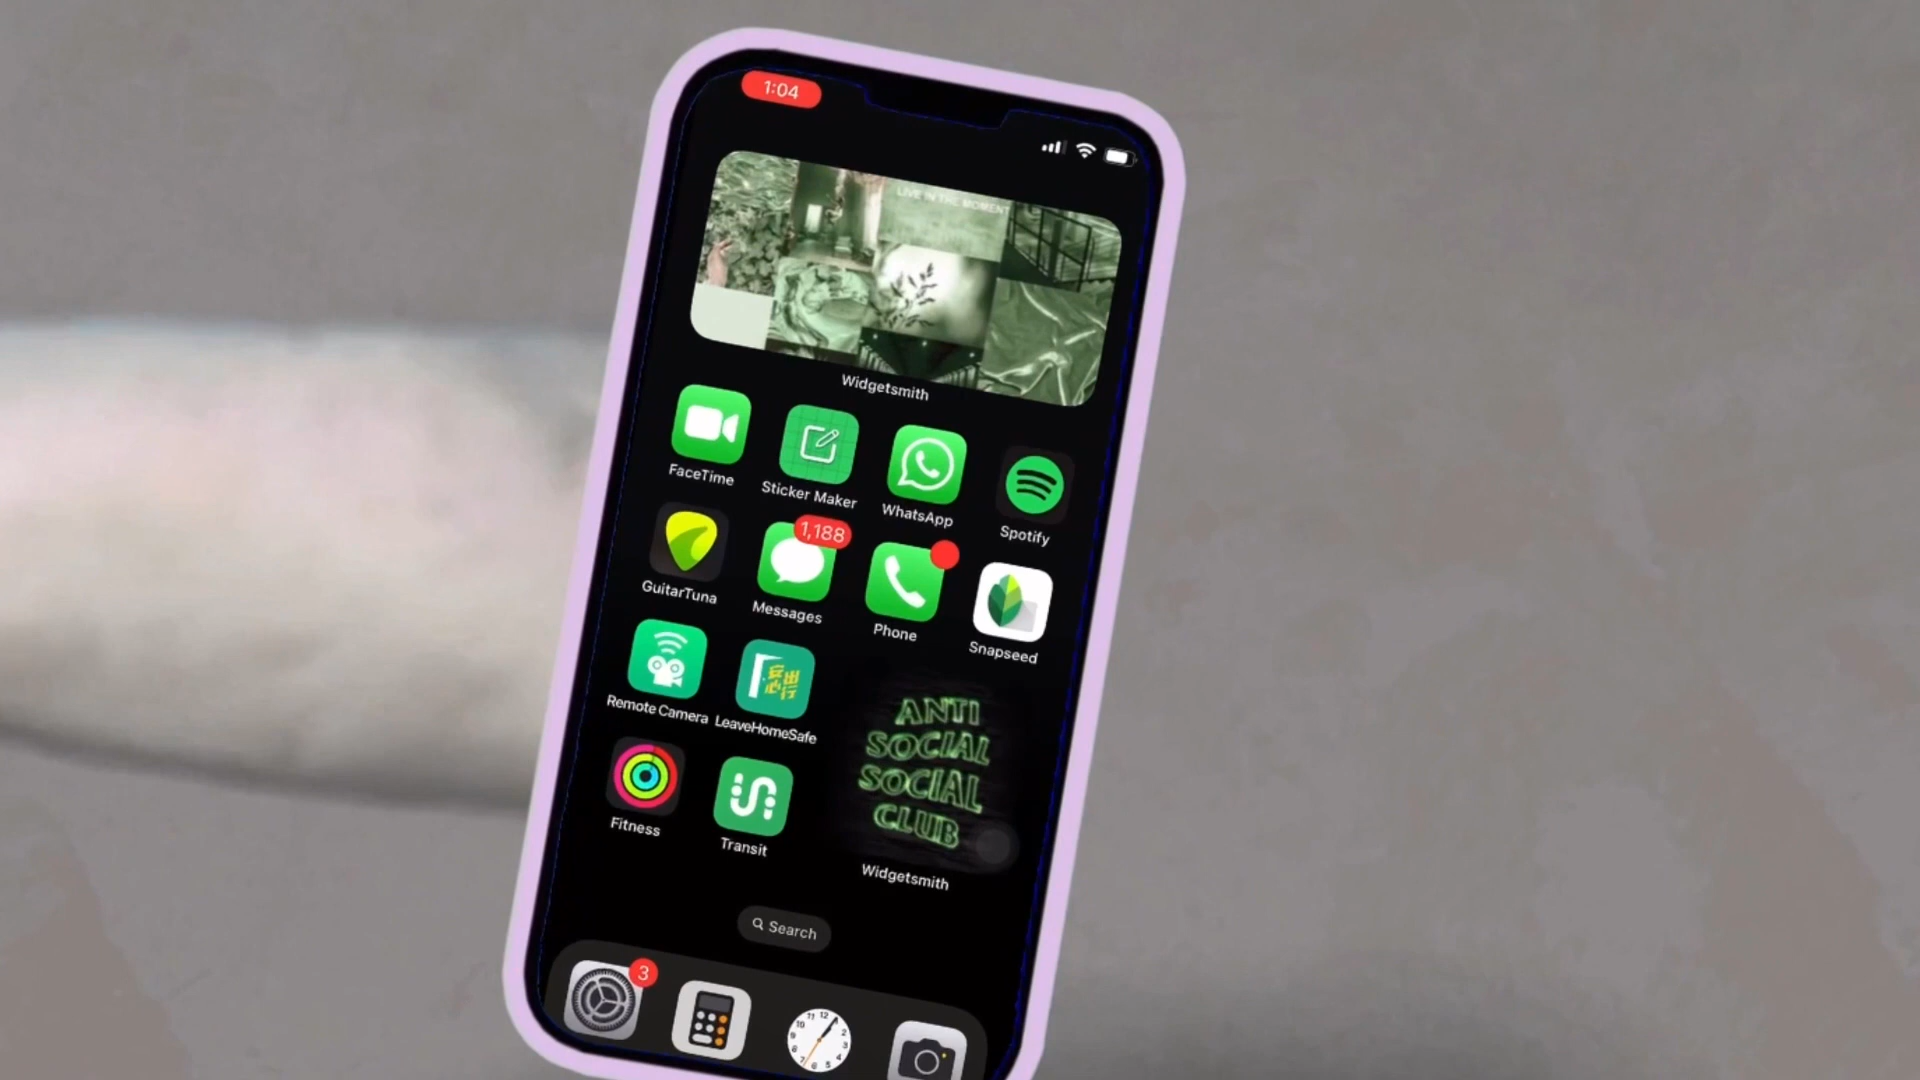 1:04
LIVE IN THE MOMENT
Widgetsmith
FaceTime
Sticker Maker
WhatsApp
Spotify
GuitarTuna
1,188
Messages
Phone
Snapseed
Remote Camera
LeaveHomeSafe
ANTI
SOCIAL
SOCIAL
CLUB
Fitness
Transit
Widgetsmith
Search
3